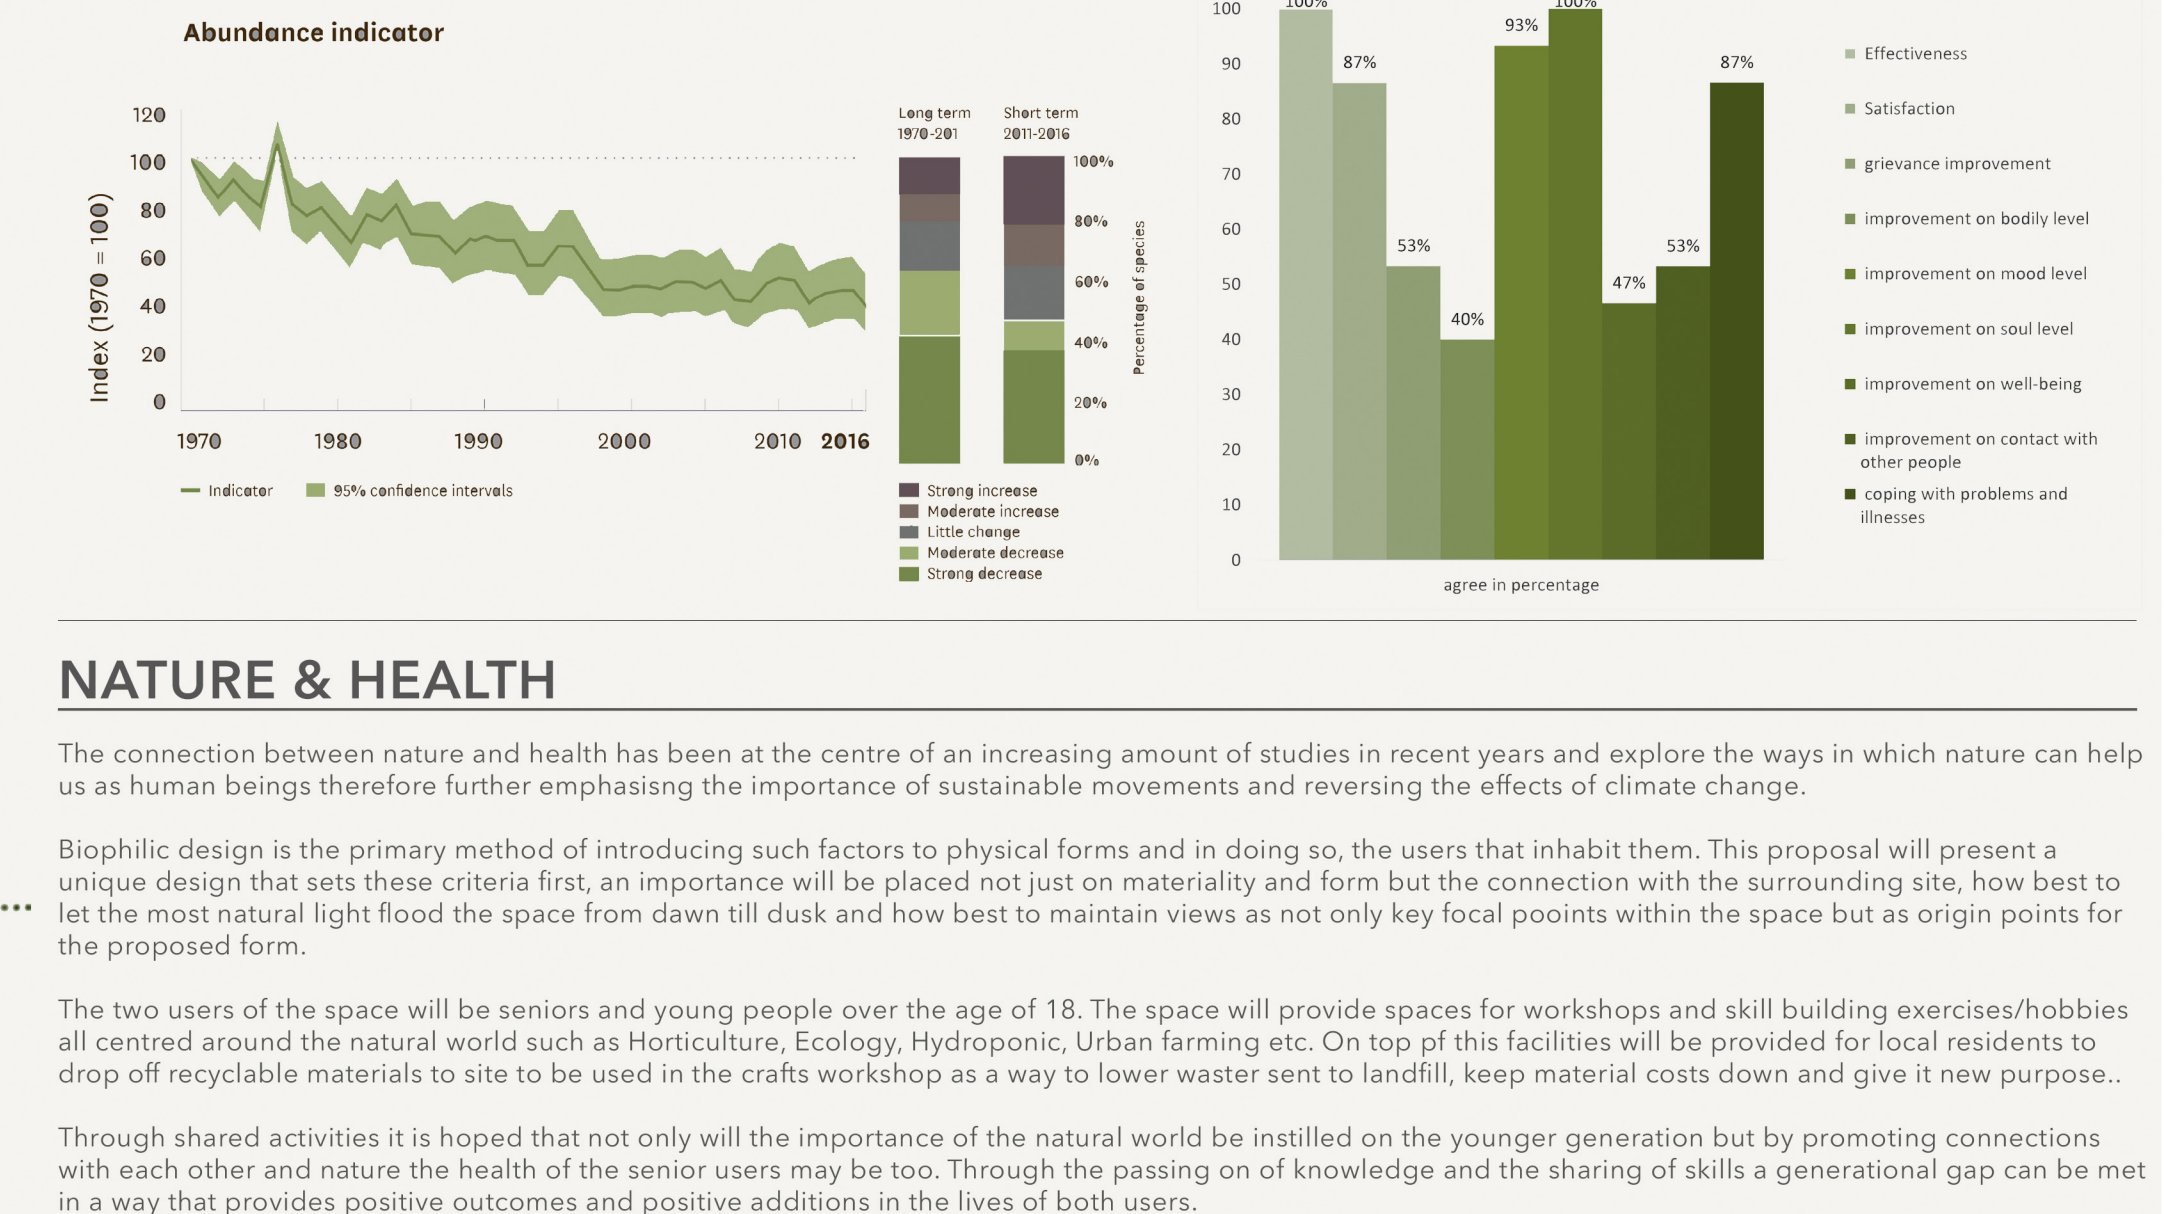 Abundance indicator
Index (1970 = 100)
120
100
80
60
40
20
0
1970
1980
1990
2000
2010
2016
Indicator
95% confidence intervals
Long term
1970-201
Short term
2011-2016
100%
80%
60%
40%
20%
0%
Percentage of species
Strong increase
Moderate increase
Little change
Moderate decrease
Strong decrease
100
90
80
70
60
50
40
30
20
10
0
100%
87%
53%
40%
93%
100%
47%
53%
87%
agree in percentage
Effectiveness
Satisfaction
grievance improvement
improvement on bodily level
improvement on mood level
improvement on soul level
improvement on well-being
improvement on contact with
other people
coping with problems and
illnesses
NATURE & HEALTH
The connection between nature and health has been at the centre of an increasing amount of studies in recent years and explore the ways in which nature can help
us as human beings therefore further emphasisng the importance of sustainable movements and reversing the effects of climate change.
Biophilic design is the primary method of introducing such factors to physical forms and in doing so, the users that inhabit them. This proposal will present a
unique design that sets these criteria first, an importance will be placed not just on materiality and form but the connection with the surrounding site, how best to
let the most natural light flood the space from dawn till dusk and how best to maintain views as not only key focal pooints within the space but as origin points for
the proposed form.
The two users of the space will be seniors and young people over the age of 18. The space will provide spaces for workshops and skill building exercises/hobbies
all centred around the natural world such as Horticulture, Ecology, Hydroponic, Urban farming etc. On top pf this facilities will be provided for local residents to
drop off recyclable materials to site to be used in the crafts workshop as a way to lower waster sent to landfill, keep material costs down and give it new purpose..
Through shared activities it is hoped that not only will the importance of the natural world be instilled on the younger generation but by promoting connections
with each other and nature the health of the senior users may be too. Through the passing on of knowledge and the sharing of skills a generational gap can be met
in a way that provides positive outcomes and positive additions in the lives of both users.